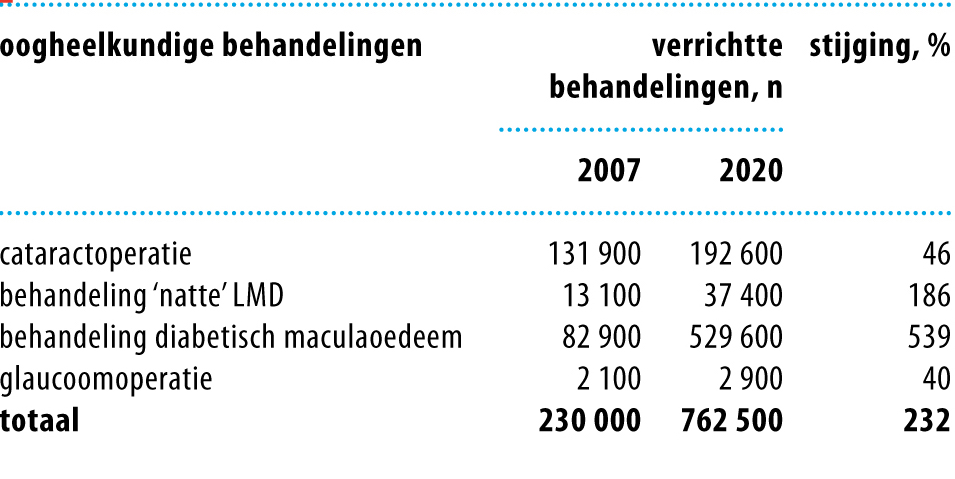 oogheelkundige behandelingen verrichtte stijging, %
behandelingen, n
2007 2020
cataractoperatie 131 900 192 600 46
behandeling ‘natte’ LMD 13 100 37 400 186
behandeling diabetisch maculaoedeem 82 900 529 600 539
glaucoomoperatie 2 100 2 900 40
totaal 230 000 762 500 232